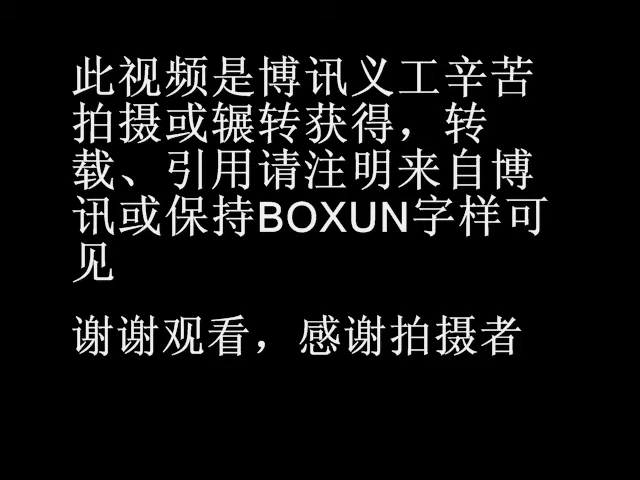 此视频是博讯义工辛苦
拍摄或辗转获得，转
载、引用请注明来自博
讯或保持BOXUN字样可
见
谢谢观看，感谢拍摄者